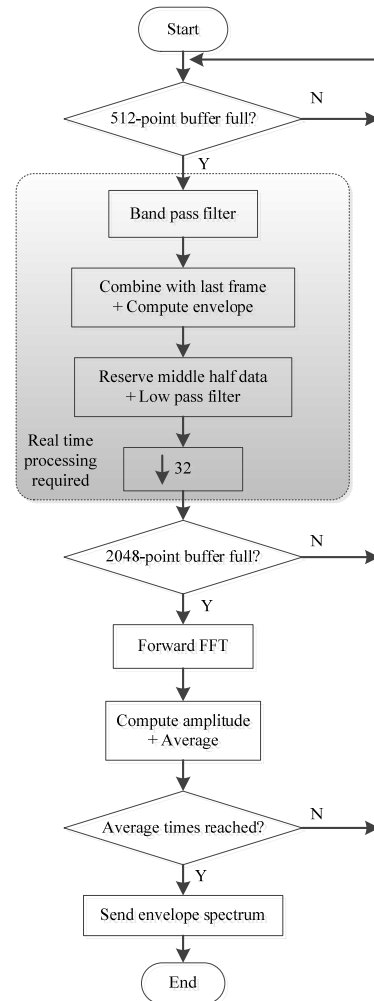 Start
512-point buffer full?
N
Y
Band pass filter
Combine with last frame
+ Compute envelope
Reserve middle half data
+ Low pass filter
Real time
processing
required
32
2048-point buffer full?
N
Y
Forward FFT
Compute amplitude
+ Average
Average times reached?
N
Y
Send envelope spectrum
End